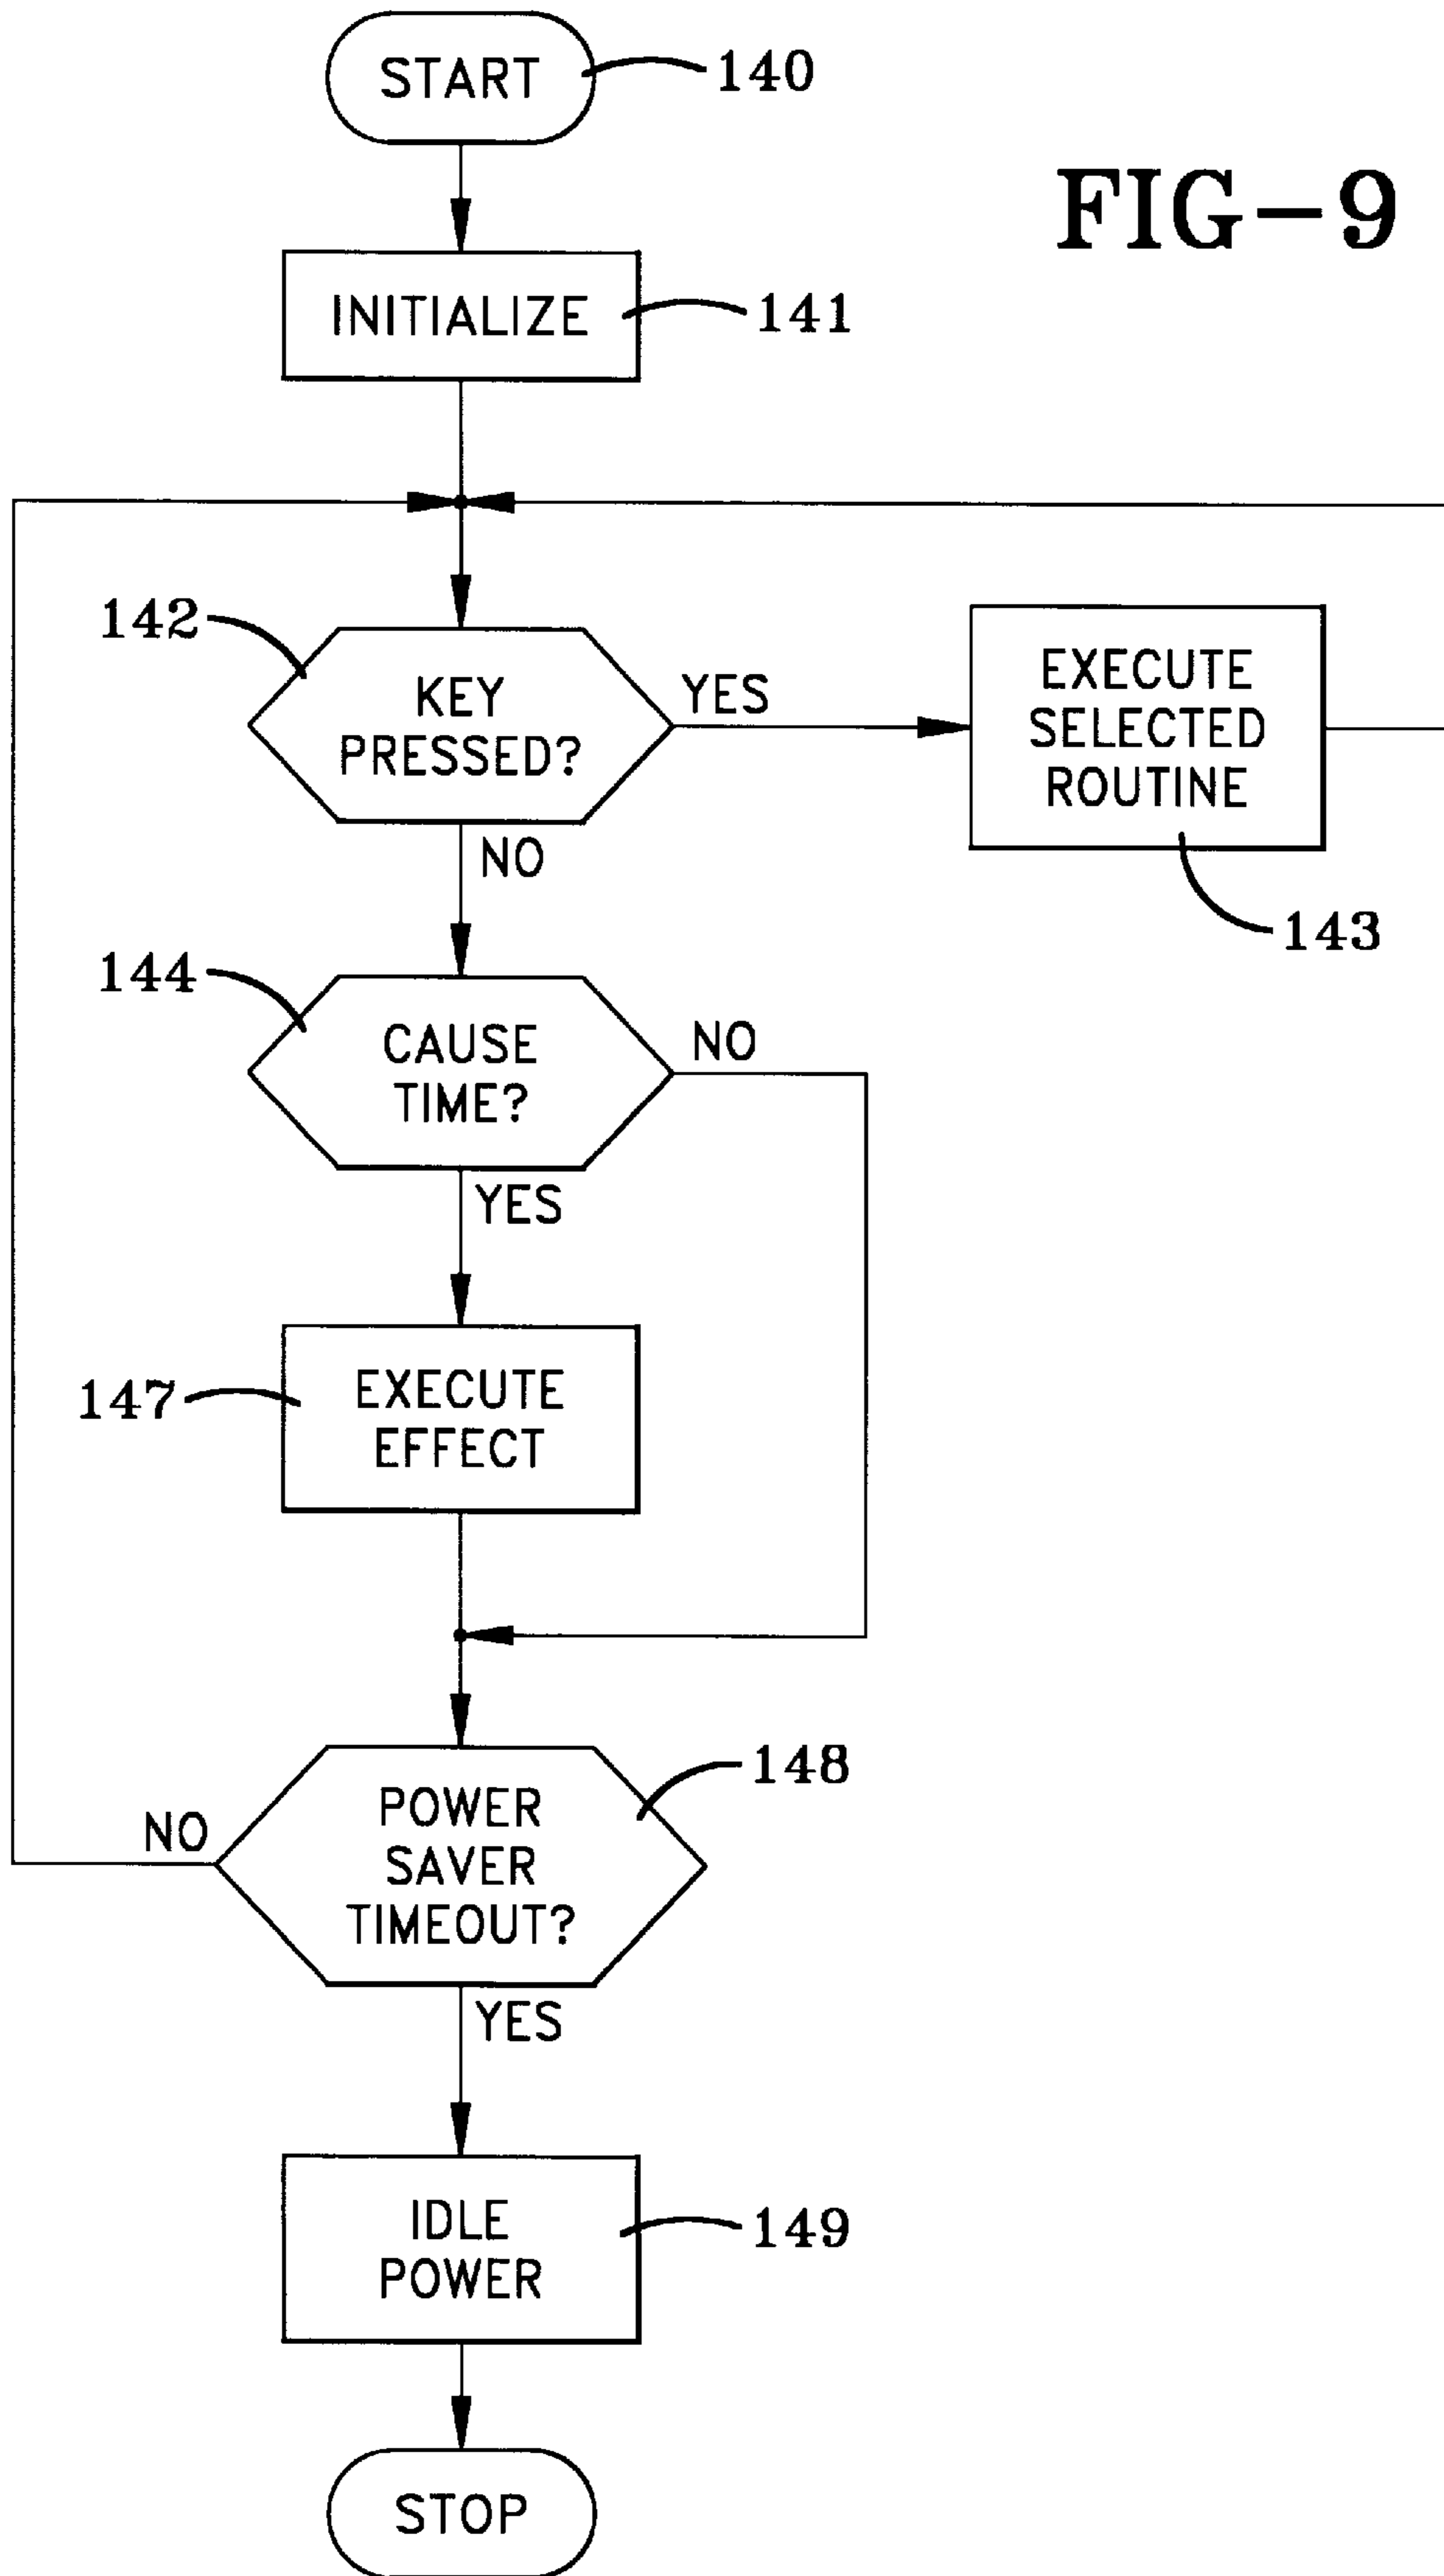 START
140
FIG-9
INITIALIZE
141
142
KEY
PRESSED?
YES
EXECUTE
SELECTED
ROUTINE
143
NO
144
CAUSE
TIME?
NO
YES
147
EXECUTE
EFFECT
148
POWER
SAVER
TIMEOUT?
NO
YES
IDLE
POWER
149
STOP